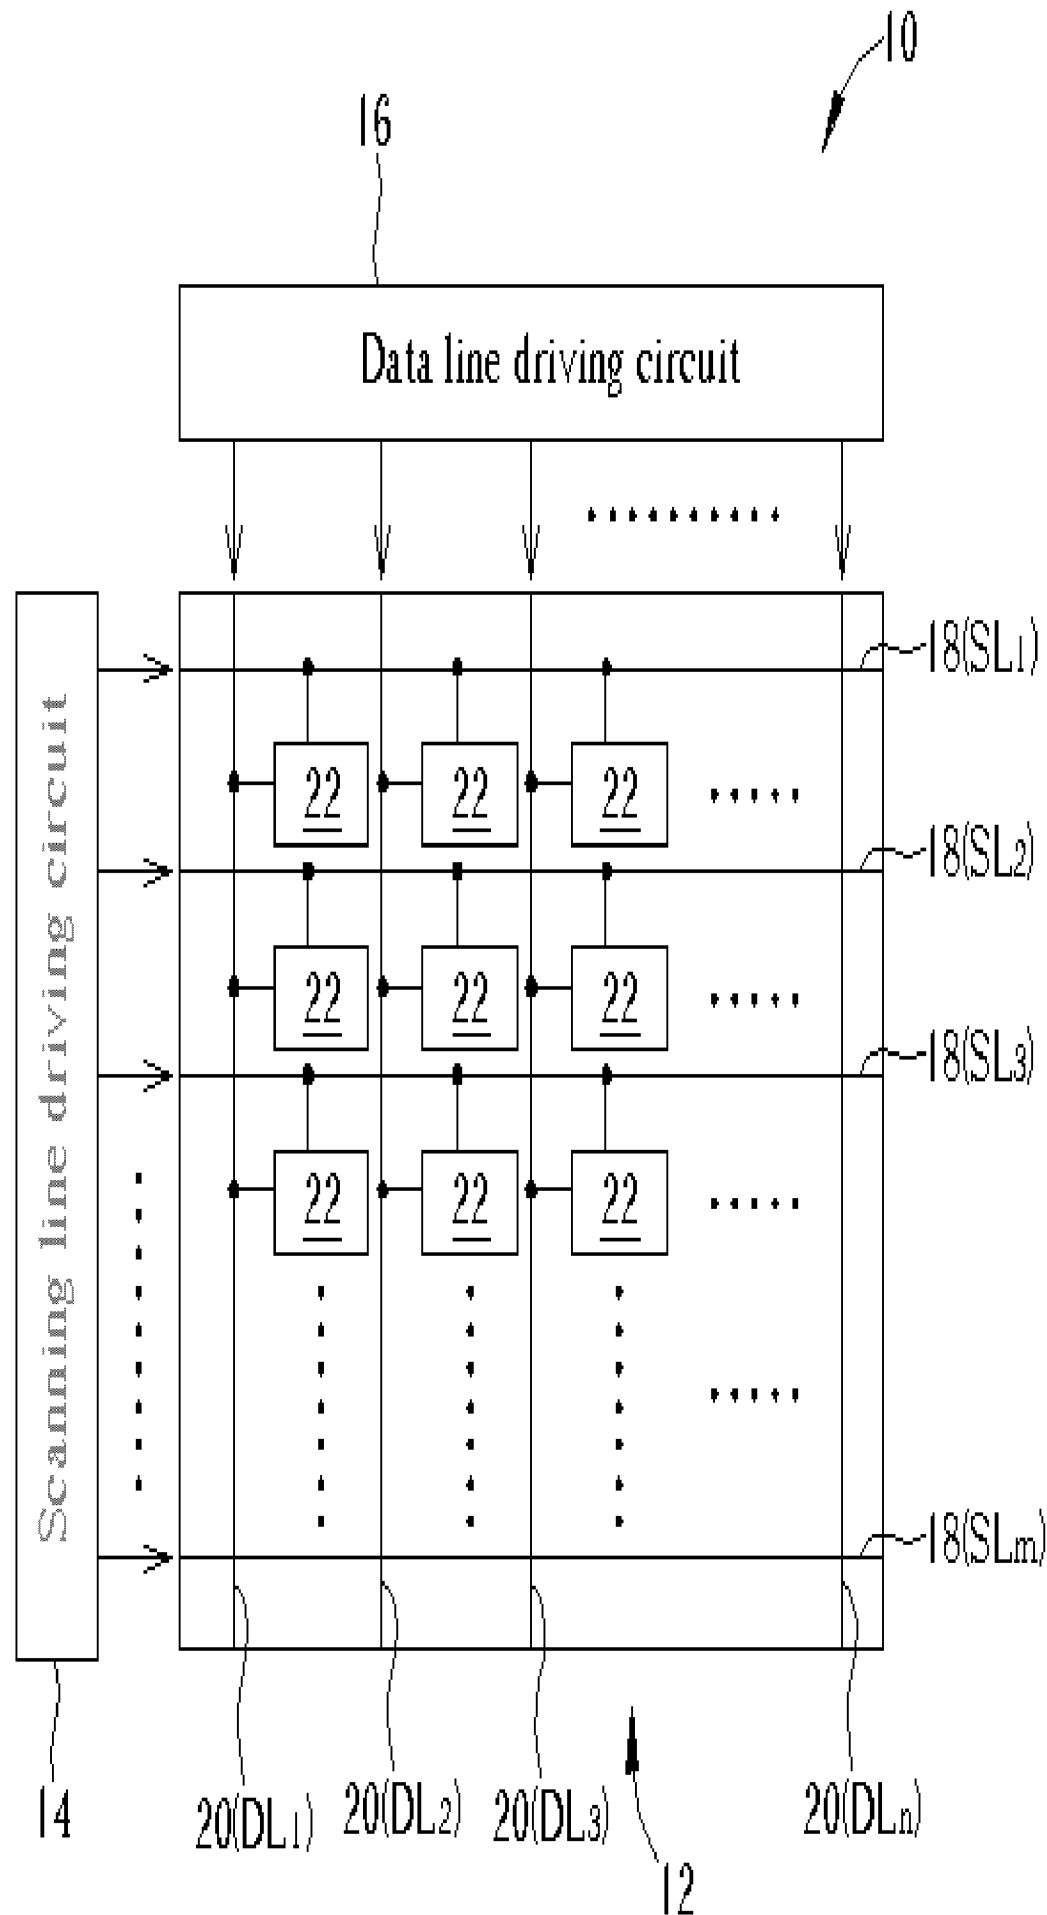 10
16
Data line driving circuit
Scanning line driving circuit
18(SL1)
22 22 22
18(SL2)
22 22 22
18(SL3)
22 22 22
18(SLm)
14
20(DL1)
20(DL2)
20(DL3)
20(DLn)
12